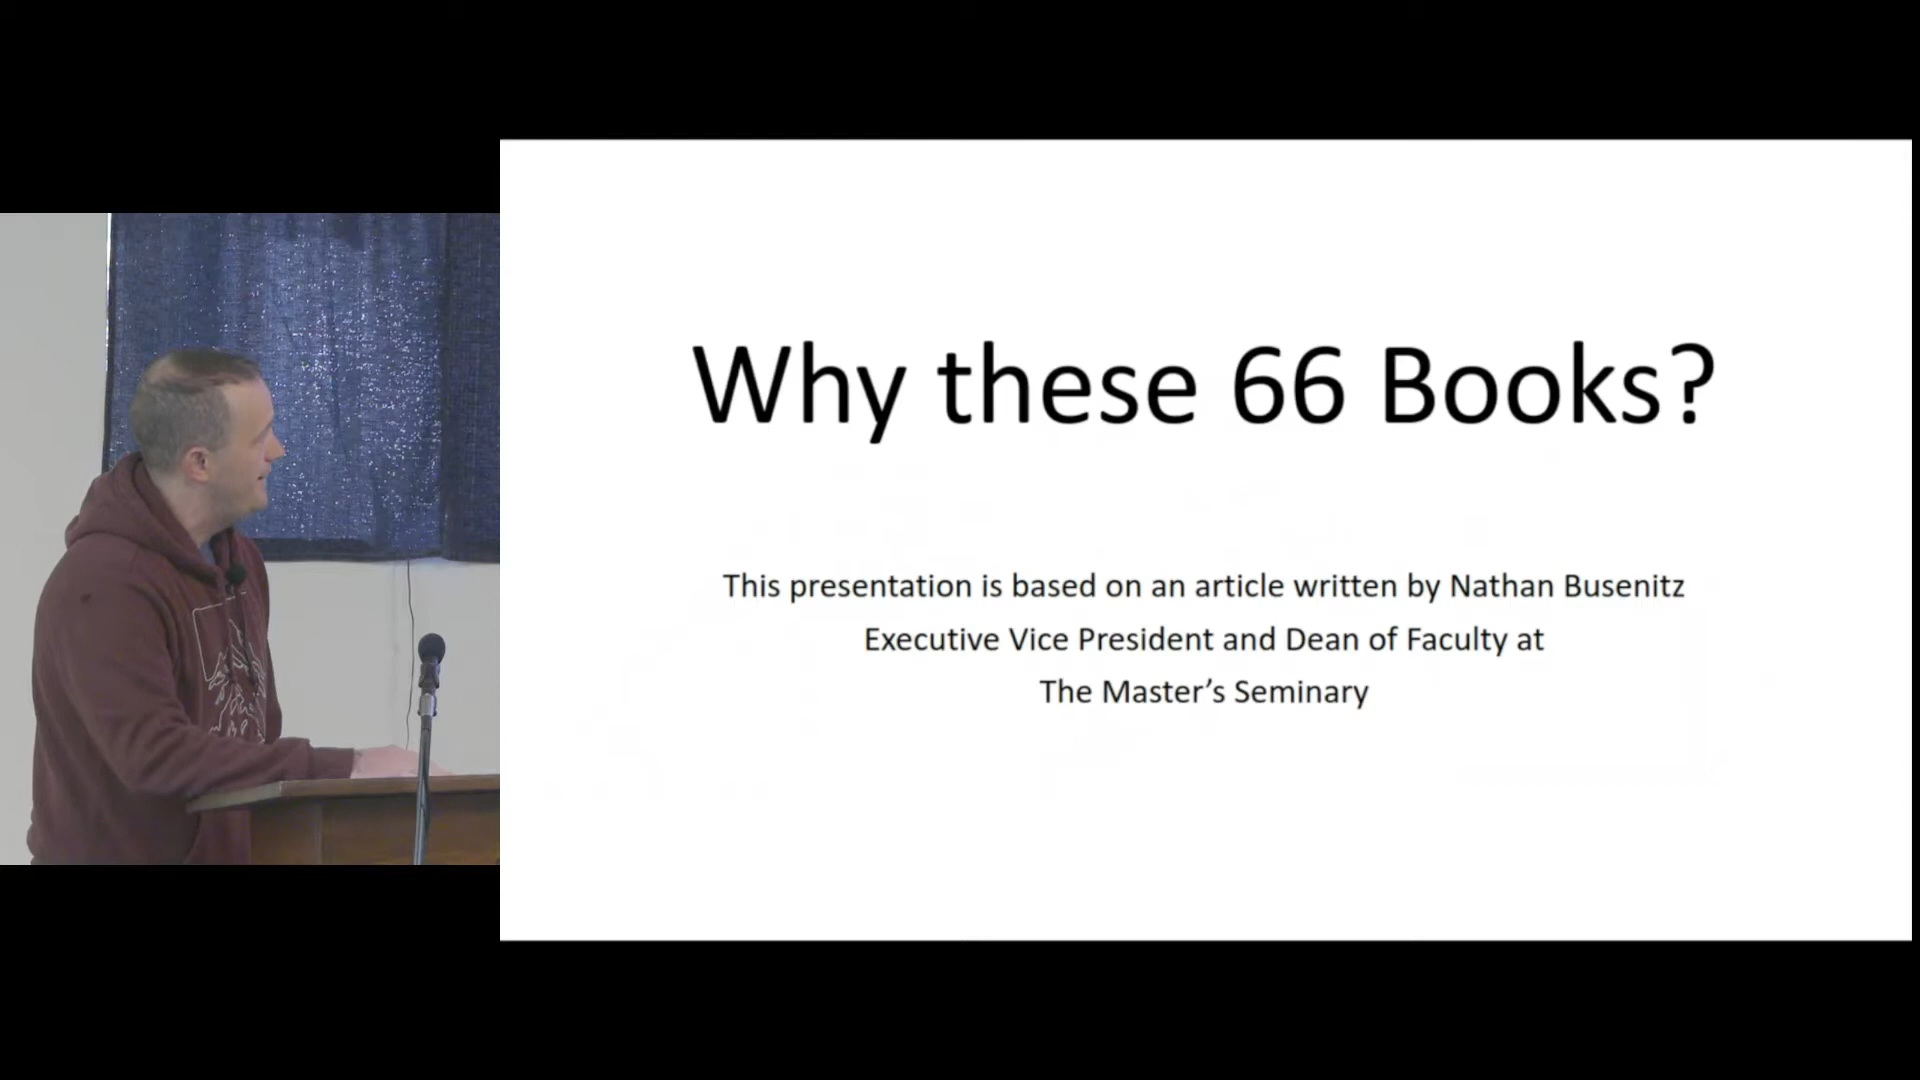 Why these 66 Books?
This presentation is based on an article written by Nathan Busenitz
Executive Vice President and Dean of Faculty at
The Master's Seminary